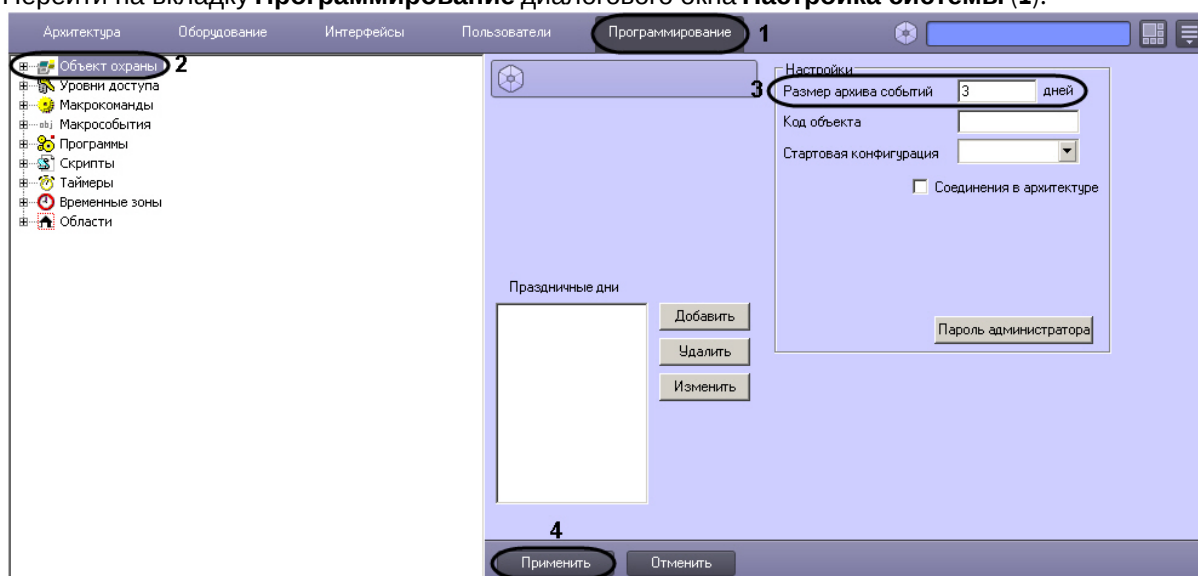 Перейти на вкладку Программирование диалогового окна Настройка системы (1).
Архитектура Оборудование Интерфейсы Пользователи Программирование 1
Объект охраны 2
Уровни доступа
Макрокоманды
Макрособытия
Программы
Скрипты
Таймеры
Временные зоны
Области
Настройки
3 Размер архива событий 3 дней
Код объекта
Стартовая конфигурация
Соединения в архитектуре
Пароль администратора
Праздничные дни
Добавить
Удалить
Изменить
4
Применить Отменить